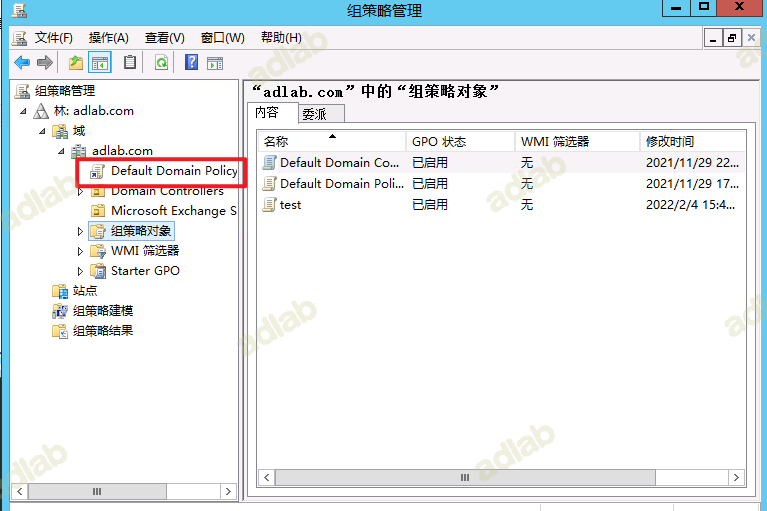 组策略管理
文件(F) 操作(A) 查看(V) 窗口(W) 帮助(H)
组策略管理
林: adlab.com
域
adlab.com
Default Domain Policy
Domain Controllers
Microsoft Exchange S
组策略对象
WMI 筛选器
Starter GPO
站点
组策略建模
组策略结果
“adlab.com”中的“组策略对象”
内容 委派
名称 GPO 状态 WMI 筛选器 修改时间
Default Domain Co... 已启用 无 2021/11/29 22...
Default Domain Poli... 已启用 无 2021/11/29 17...
test 已启用 无 2022/2/4 15:4...
adlab
adlab
adlab
adlab
adlab
adlab
adlab
adlab